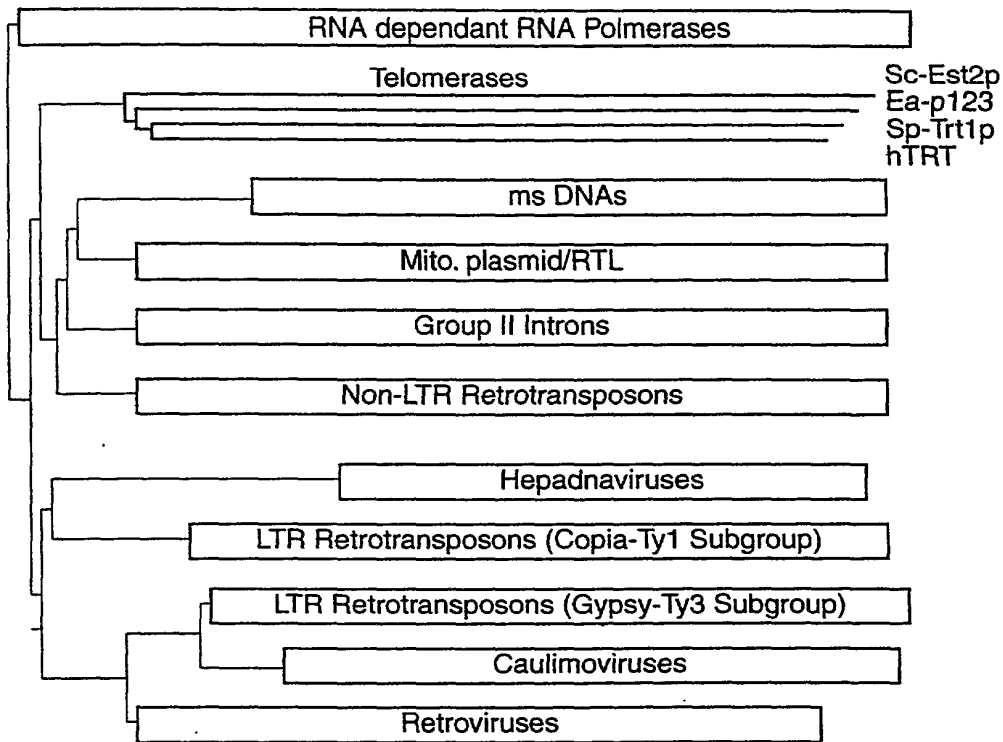 RNA dependant RNA Polmerases
Telomerases
Sc-Est2p
Ea-p123
Sp-Trt1p
hTRT
ms DNAs
Mito. plasmid/RTL
Group II Introns
Non-LTR Retrotransposons
Hepadnaviruses
LTR Retrotransposons (Copia-Ty1 Subgroup)
LTR Retrotransposons (Gypsy-Ty3 Subgroup)
Caulimoviruses
Retroviruses